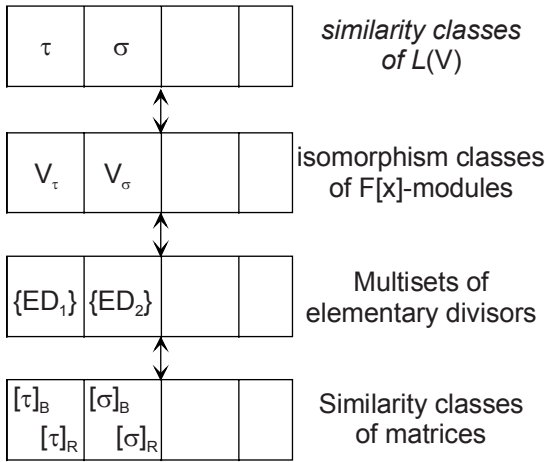 τ σ
similarity classes
of L(V)
V_τ V_σ
isomorphism classes
of F[x]-modules
{ED₁} {ED₂}
Multisets of
elementary divisors
[τ]_B [σ]_B
[τ]_R [σ]_R
Similarity classes
of matrices